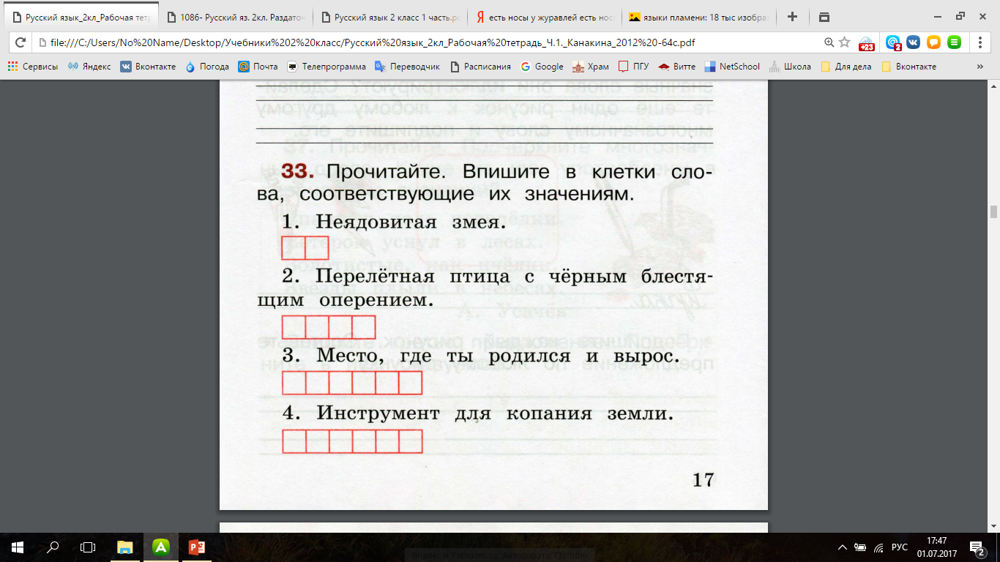 Русский язык_2кл_Рабочая тетр
1086- Русский яз. 2кл. Раздаточ
Русский язык 2 класс 1 часть.pc
есть носы у журавлей есть нос
языки пламени: 18 тыс изобра
file:///C:/Users/No%20Name/Desktop/Учебники%202%20класс/Русский%20язык_2кл_Рабочая%20тетрадь_Ч.1._Канакина_2012%20-64с.pdf
+23
2
Сервисы
Яндекс
Вконтакте
Погода
Почта
Телепрограмма
Переводчик
Расписания
Google
Храм
ПГУ
Витте
NetSchool
Школа
Для дела
Вконтакте
»
33. Прочитайте. Впишите в клетки сло-
ва, соответствующие их значениям.
1. Неядовитая змея.
2. Перелётная птица с чёрным блестя-
щим оперением.
3. Место, где ты родился и вырос.
4. Инструмент для копания земли.
17
РУС
17:47
01.07.2017
2